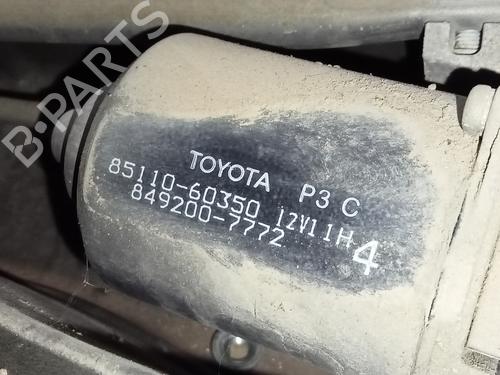 B-PARTS
TOYOTA P3 C
85110-60350 12V11H
849200-7772 4